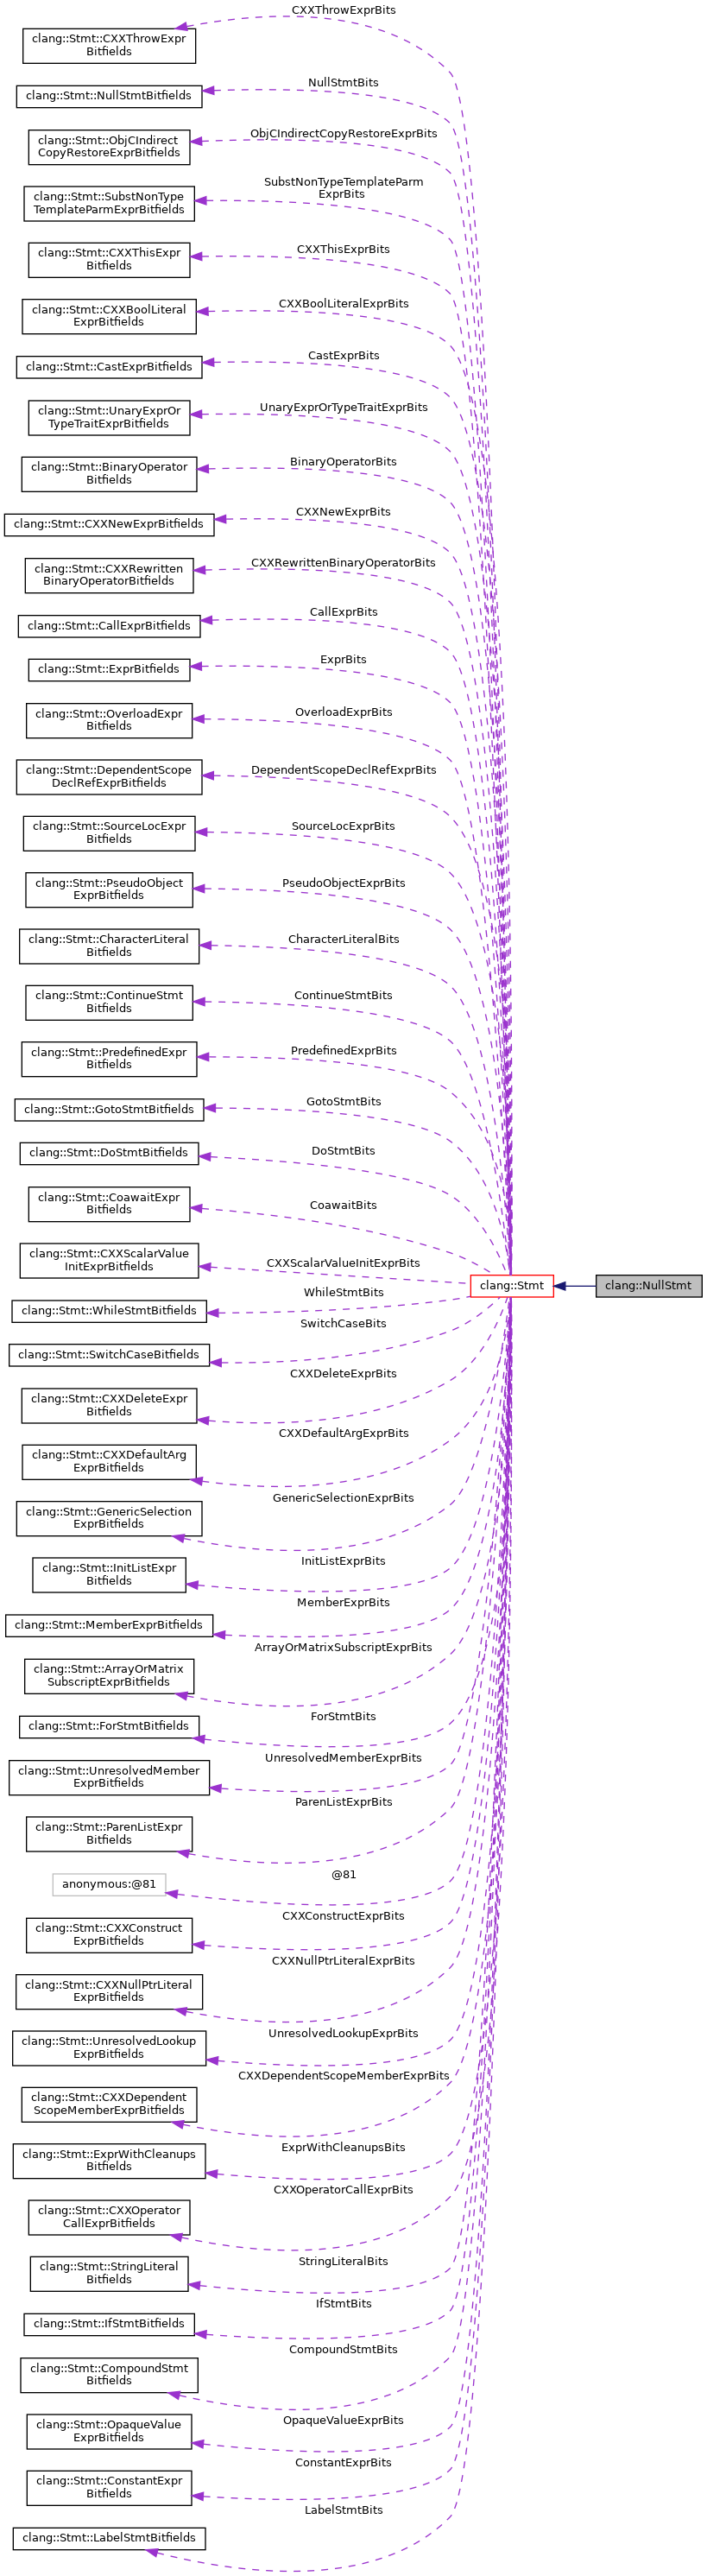 CXXThrowExprBits
clang::Stmt::CXXThrowExpr
Bitfields
NullStmtBits
clang::Stmt::NullStmtBitfields
ObjCIndirectCopyRestoreExprBits
clang::Stmt::ObjCIndirect
CopyRestoreExprBitfields
SubstNonTypeTemplateParm
ExprBits
clang::Stmt::SubstNonType
TemplateParmExprBitfields
CXXThisExprBits
clang::Stmt::CXXThisExpr
Bitfields
CXXBoolLiteralExprBits
clang::Stmt::CXXBoolLiteral
ExprBitfields
CastExprBits
clang::Stmt::CastExprBitfields
UnaryExprOrTypeTraitExprBits
clang::Stmt::UnaryExprOr
TypeTraitExprBitfields
BinaryOperatorBits
clang::Stmt::BinaryOperator
Bitfields
CXXNewExprBits
clang::Stmt::CXXNewExprBitfields
CXXRewrittenBinaryOperatorBits
clang::Stmt::CXXRewritten
BinaryOperatorBitfields
CallExprBits
clang::Stmt::CallExprBitfields
ExprBits
clang::Stmt::ExprBitfields
OverloadExprBits
clang::Stmt::OverloadExpr
Bitfields
DependentScopeDeclRefExprBits
clang::Stmt::DependentScope
DeclRefExprBitfields
SourceLocExprBits
clang::Stmt::SourceLocExpr
Bitfields
PseudoObjectExprBits
clang::Stmt::PseudoObject
ExprBitfields
CharacterLiteralBits
clang::Stmt::CharacterLiteral
Bitfields
ContinueStmtBits
clang::Stmt::ContinueStmt
Bitfields
PredefinedExprBits
clang::Stmt::PredefinedExpr
Bitfields
GotoStmtBits
clang::Stmt::GotoStmtBitfields
DoStmtBits
clang::Stmt::DoStmtBitfields
CoawaitBits
clang::Stmt::CoawaitExpr
Bitfields
CXXScalarValueInitExprBits
clang::Stmt::CXXScalarValue
InitExprBitfields
clang::Stmt
clang::NullStmt
WhileStmtBits
clang::Stmt::WhileStmtBitfields
SwitchCaseBits
clang::Stmt::SwitchCaseBitfields
CXXDeleteExprBits
clang::Stmt::CXXDeleteExpr
Bitfields
CXXDefaultArgExprBits
clang::Stmt::CXXDefaultArg
ExprBitfields
GenericSelectionExprBits
clang::Stmt::GenericSelection
ExprBitfields
InitListExprBits
clang::Stmt::InitListExpr
Bitfields
MemberExprBits
clang::Stmt::MemberExprBitfields
ArrayOrMatrixSubscriptExprBits
clang::Stmt::ArrayOrMatrix
SubscriptExprBitfields
ForStmtBits
clang::Stmt::ForStmtBitfields
UnresolvedMemberExprBits
clang::Stmt::UnresolvedMember
ExprBitfields
ParenListExprBits
clang::Stmt::ParenListExpr
Bitfields
@81
anonymous:@81
CXXConstructExprBits
clang::Stmt::CXXConstruct
ExprBitfields
CXXNullPtrLiteralExprBits
clang::Stmt::CXXNullPtrLiteral
ExprBitfields
UnresolvedLookupExprBits
clang::Stmt::UnresolvedLookup
ExprBitfields
CXXDependentScopeMemberExprBits
clang::Stmt::CXXDependent
ScopeMemberExprBitfields
ExprWithCleanupsBits
clang::Stmt::ExprWithCleanups
Bitfields
CXXOperatorCallExprBits
clang::Stmt::CXXOperator
CallExprBitfields
StringLiteralBits
clang::Stmt::StringLiteral
Bitfields
IfStmtBits
clang::Stmt::IfStmtBitfields
CompoundStmtBits
clang::Stmt::CompoundStmt
Bitfields
OpaqueValueExprBits
clang::Stmt::OpaqueValue
ExprBitfields
ConstantExprBits
clang::Stmt::ConstantExpr
Bitfields
LabelStmtBits
clang::Stmt::LabelStmtBitfields